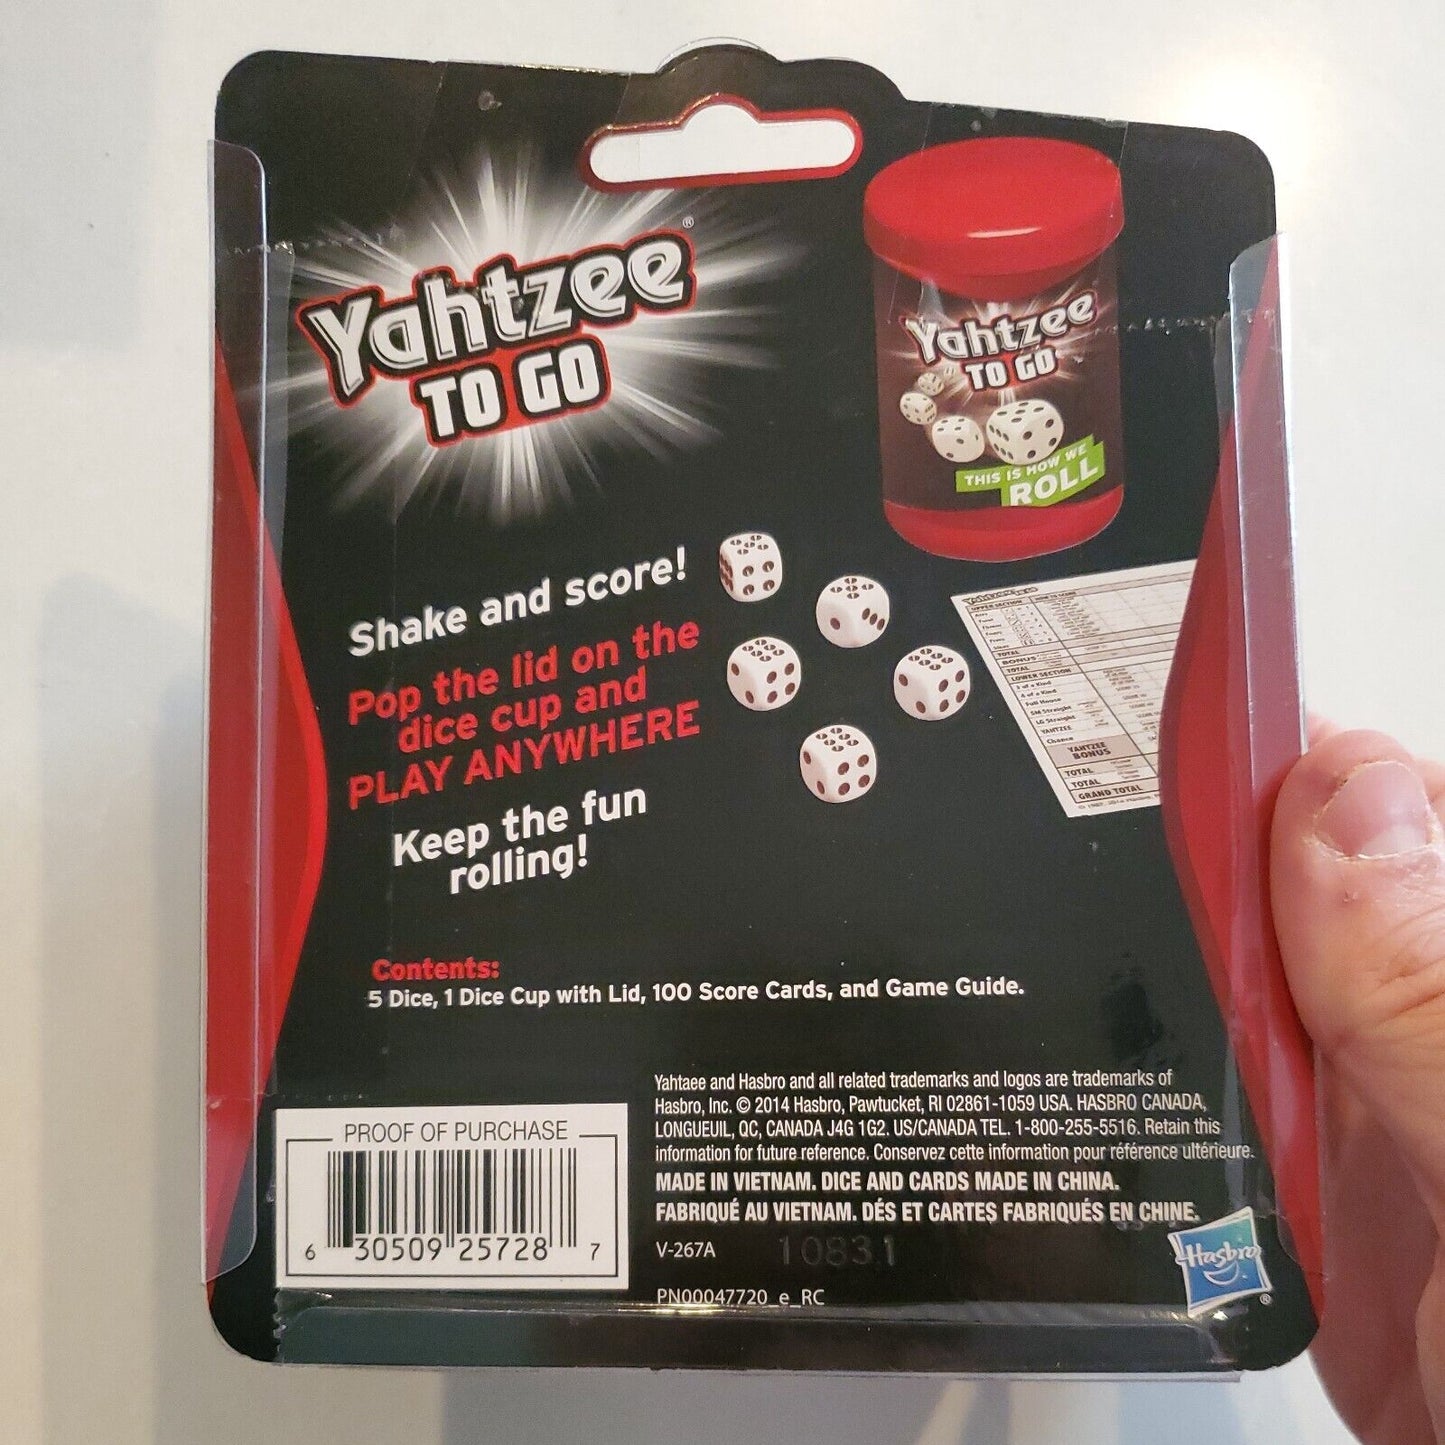 Yahtzee®
TO GO
Yahtzee
TO GO
THIS IS HOW WE
ROLL
Shake and score!
Pop the lid on the
dice cup and
PLAY ANYWHERE
Keep the fun
rolling!
UPPER SECTION
HOW TO SCORE
TOTAL
BONUS
TOTAL
LOWER SECTION
3 of a Kind
4 of a Kind
Full House
SM Straight
LG Straight
YAHTZEE
Chance
YAHTZEE
BONUS
TOTAL
TOTAL
GRAND TOTAL
Contents:
5 Dice, 1 Dice Cup with Lid, 100 Score Cards, and Game Guide.
PROOF OF PURCHASE
6 30509 25728 7
Yahtaee and Hasbro and all related trademarks and logos are trademarks of
Hasbro, Inc. © 2014 Hasbro, Pawtucket, RI 02861-1059 USA. HASBRO CANADA,
LONGUEUIL, QC, CANADA J4G 1G2. US/CANADA TEL. 1-800-255-5516. Retain this
information for future reference. Conservez cette information pour référence ultérieure.
MADE IN VIETNAM. DICE AND CARDS MADE IN CHINA.
FABRIQUÉ AU VIETNAM. DÉS ET CARTES FABRIQUÉS EN CHINE.
V-267A 10831
PN00047720_e_RC
Hasbro®